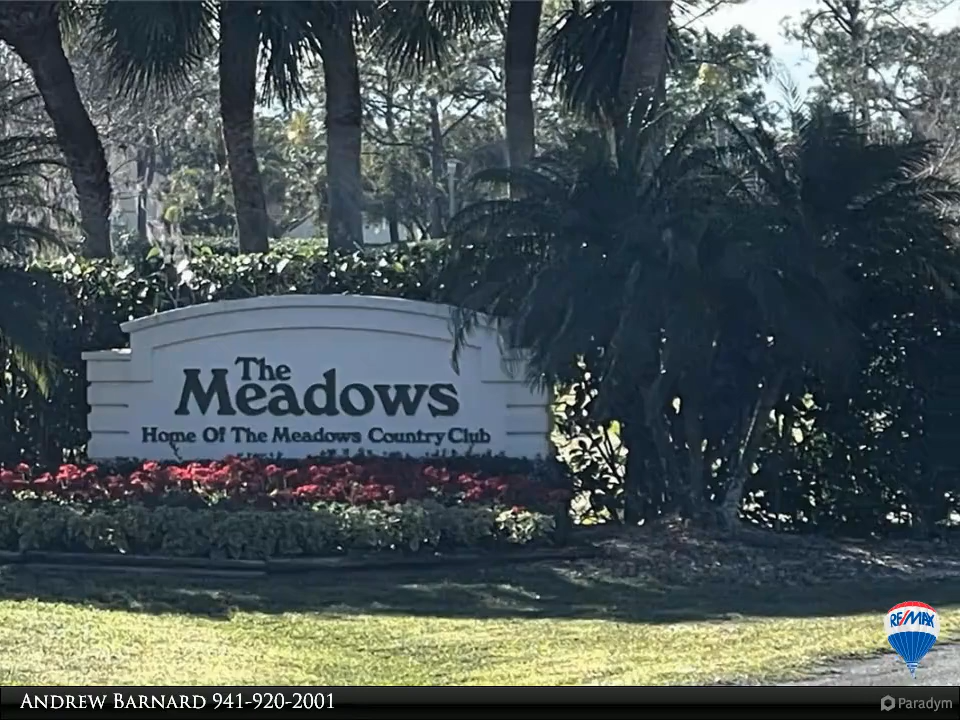 The
Meadows
Home Of The Meadows Country Club
RE/MAX
Andrew Barnard 941-920-2001
Paradym